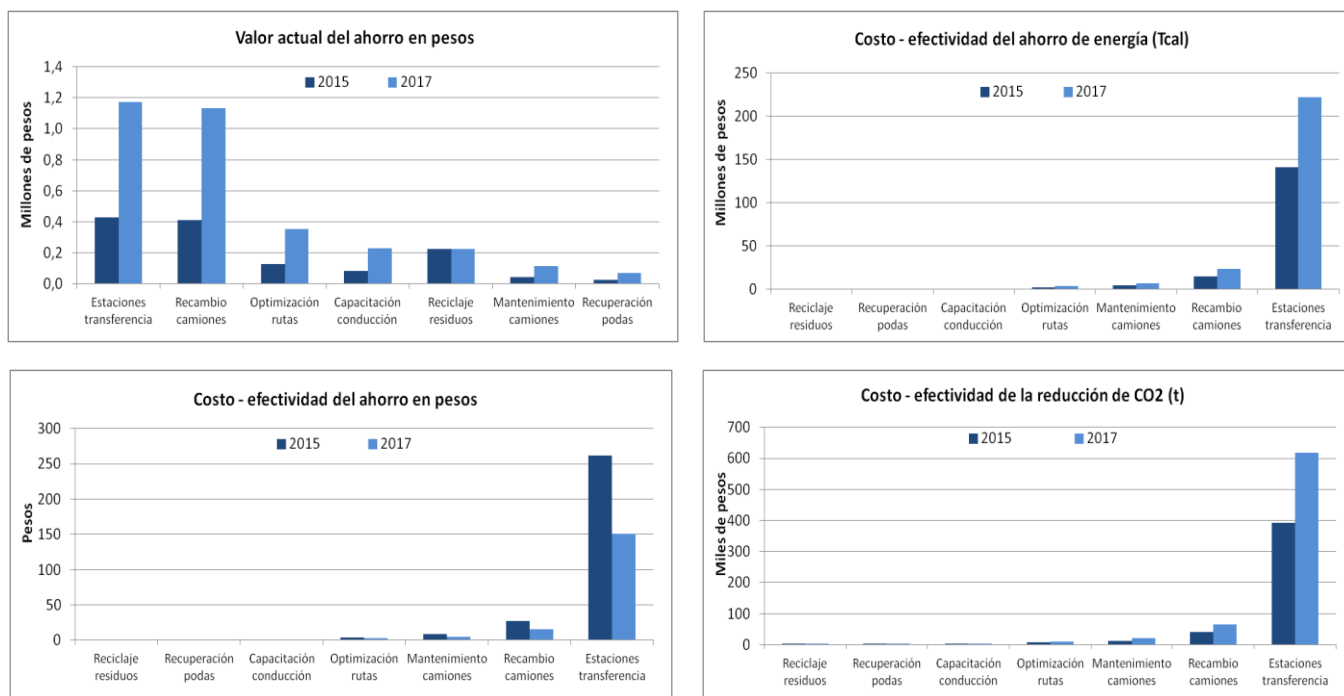 Valor actual del ahorro en pesos
2015 2017
Millones de pesos
1,4
1,2
1,0
0,8
0,6
0,4
0,2
0,0
Estaciones transferencia
Recambio camiones
Optimización rutas
Capacitación conducción
Reciclaje residuos
Mantenimiento camiones
Recuperación podas
Costo - efectividad del ahorro de energía (Tcal)
2015 2017
Millones de pesos
250
200
150
100
50
0
Reciclaje residuos
Recuperación podas
Capacitación conducción
Optimización rutas
Mantenimiento camiones
Recambio camiones
Estaciones transferencia
Costo - efectividad del ahorro en pesos
2015 2017
Pesos
300
250
200
150
100
50
0
Reciclaje residuos
Recuperación podas
Capacitación conducción
Optimización rutas
Mantenimiento camiones
Recambio camiones
Estaciones transferencia
Costo - efectividad de la reducción de CO2 (t)
2015 2017
Miles de pesos
700
600
500
400
300
200
100
0
Reciclaje residuos
Recuperación podas
Capacitación conducción
Optimización rutas
Mantenimiento camiones
Recambio camiones
Estaciones transferencia